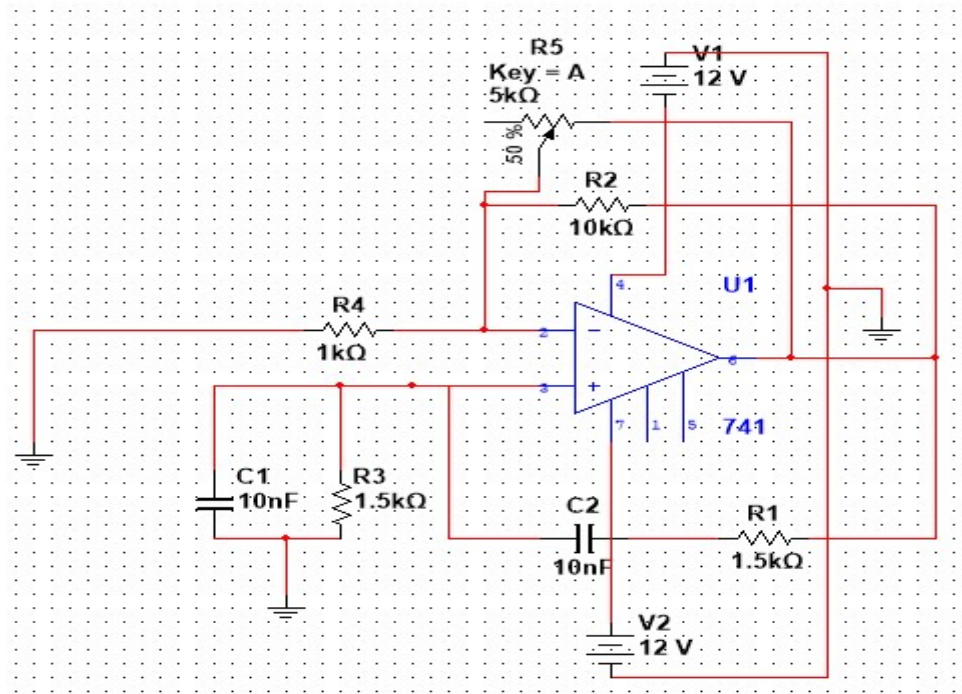 R5
Key = A
5kΩ
50 %
V1
12 V
R2
10kΩ
4
U1
R4
1kΩ
2
3
6
7
1
5
741
C1
10nF
R3
1.5kΩ
C2
10nF
R1
1.5kΩ
V2
12 V